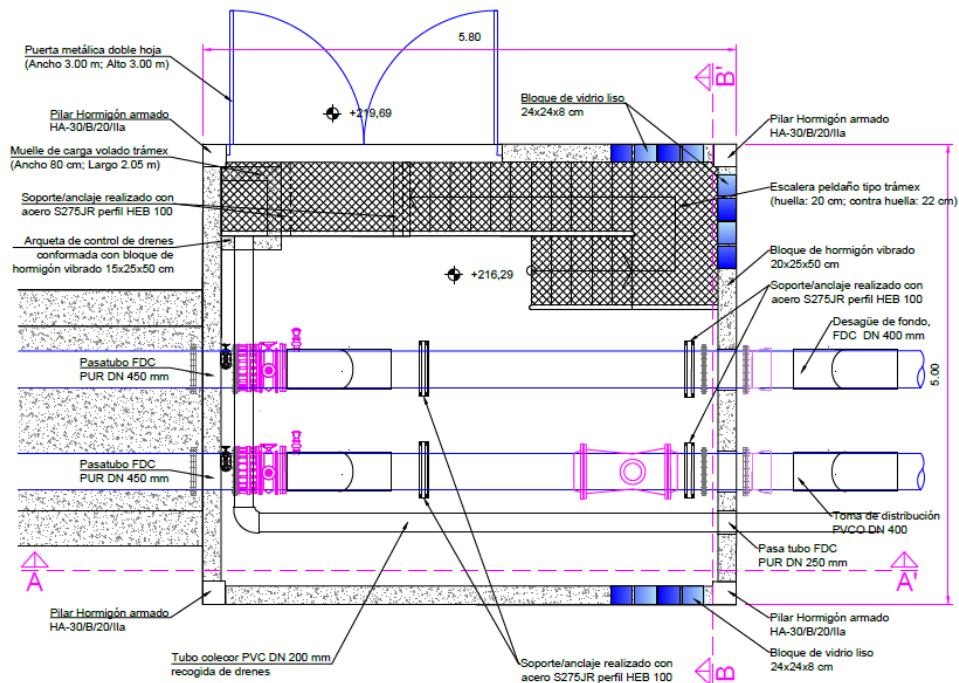 5.80
Puerta metálica doble hoja
(Ancho 3.00 m; Alto 3.00 m)
B'
Bloque de vidrio liso
24x24x8 cm
+219,69
Pilar Hormigón armado
HA-30/B/20/IIa
Pilar Hormigón armado
HA-30/B/20/IIa
Muelle de carga volado trámex
(Ancho 80 cm; Largo 2.05 m)
Escalera peldaño tipo trámex
(huella: 20 cm; contra huella: 22 cm)
Soporte/anclaje realizado con
acero S275JR perfil HEB 100
Arqueta de control de drenes
conformada con bloque de
hormigón vibrado 15x25x50 cm
Bloque de hormigón vibrado
20x25x50 cm
+216,29
Soporte/anclaje realizado con
acero S275JR perfil HEB 100
Desagüe de fondo,
FDC DN 400 mm
Pasatubo FDC
PUR DN 450 mm
5.00
Pasatubo FDC
PUR DN 450 mm
Toma de distribución
PVCO DN 400
Pasa tubo FDC
PUR DN 250 mm
A
A'
Pilar Hormigón armado
HA-30/B/20/IIa
Pilar Hormigón armado
HA-30/B/20/IIa
Tubo colecor PVC DN 200 mm
recogida de drenes
Soporte/anclaje realizado con
acero S275JR perfil HEB 100
Bloque de vidrio liso
24x24x8 cm
B